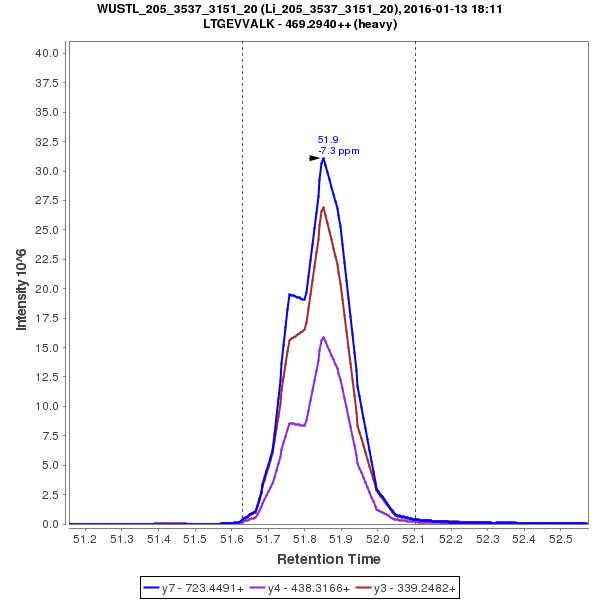 WUSTL_205_3537_3151_20 (Li_205_3537_3151_20), 2016-01-13 18:11
LTGEVVALK - 469.2940++ (heavy)
Intensity 10^6
40.0
37.5
35.0
32.5
30.0
27.5
25.0
22.5
20.0
17.5
15.0
12.5
10.0
7.5
5.0
2.5
0.0
51.9
-7.3 ppm
51.2 51.3 51.4 51.5 51.6 51.7 51.8 51.9 52.0 52.1 52.2 52.3 52.4 52.5
Retention Time
y7 - 723.4491+ y4 - 438.3166+ y3 - 339.2482+